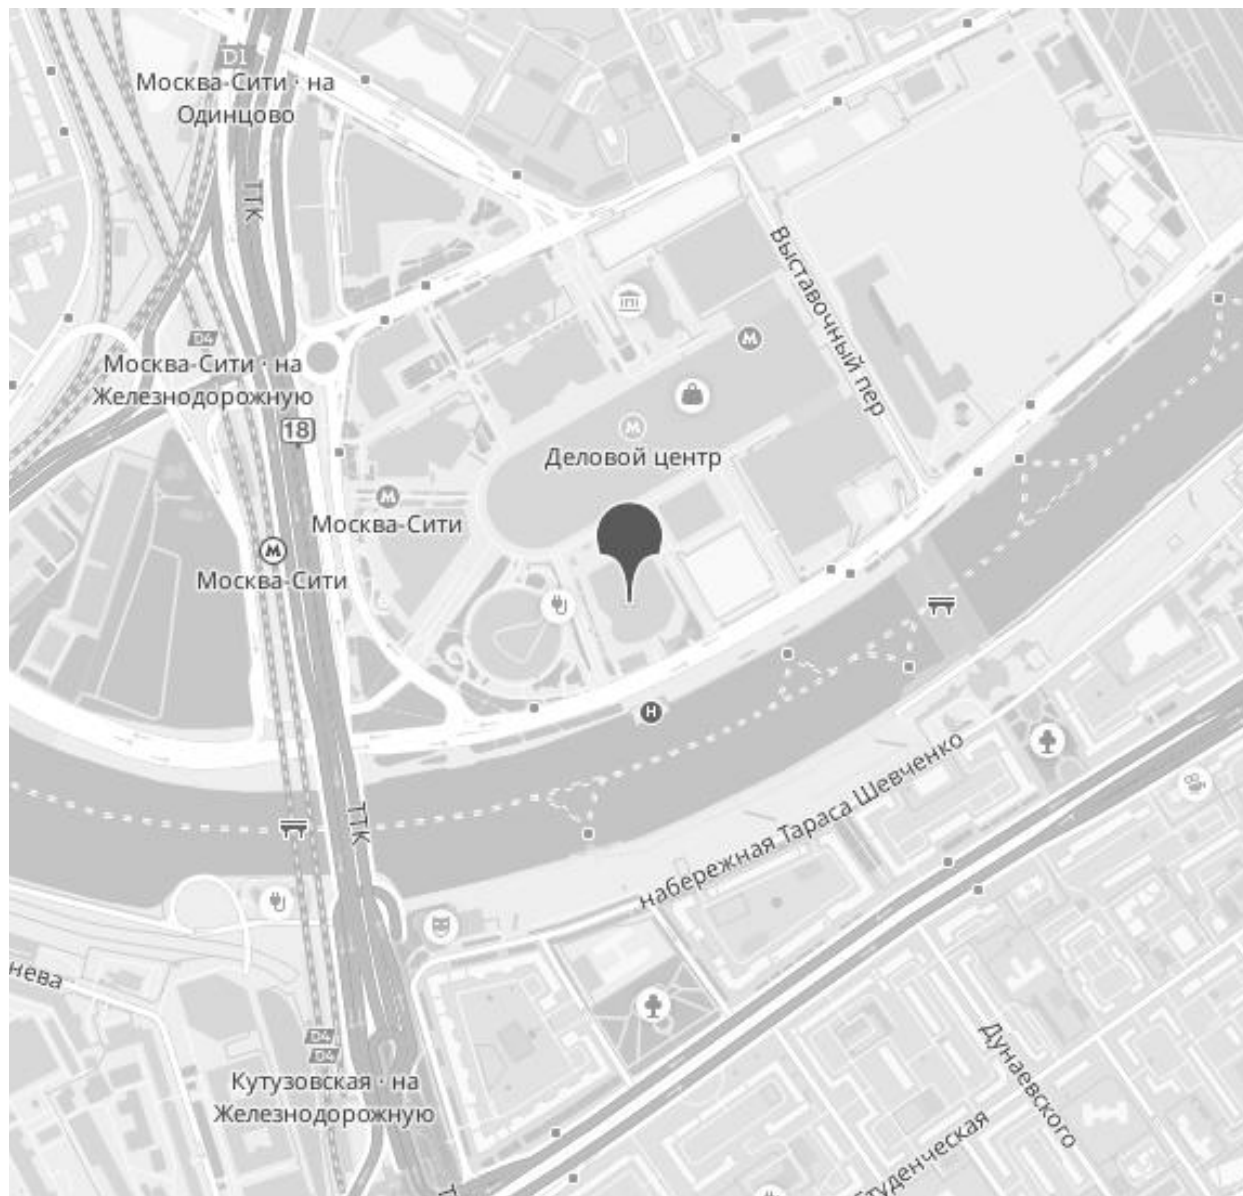 D1
Москва-Сити · на
Одинцово
ТТК
Выставочный пер
D4
Москва-Сити · на
Железнодорожную
18
М
М
Деловой центр
М
Москва-Сити
М
Москва-Сити
Н
ТТК
набережная Тараса Шевченко
нева
D4
D4
Кутузовская · на
Железнодорожную
Дунаевского
Студенческая